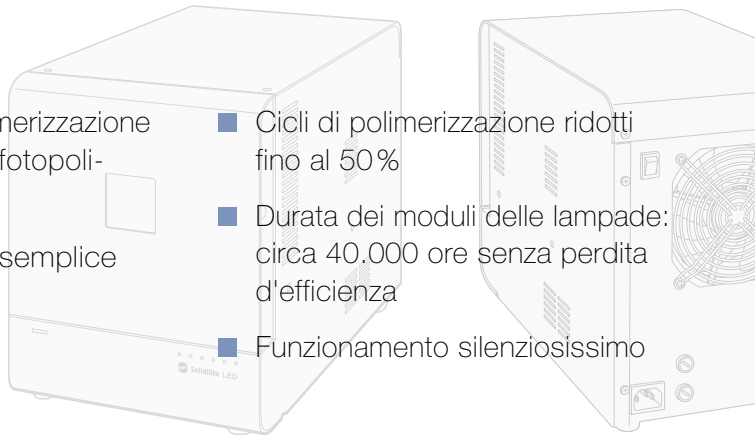 merizzazione
fotopoli-
semplice
Cicli di polimerizzazione ridotti
fino al 50 %
Durata dei moduli delle lampade:
circa 40.000 ore senza perdita
d'efficienza
Funzionamento silenziosissimo
Solidilite LED